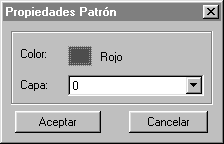 Propiedades Patrón
Color: Rojo
Capa: 0
Aceptar Cancelar